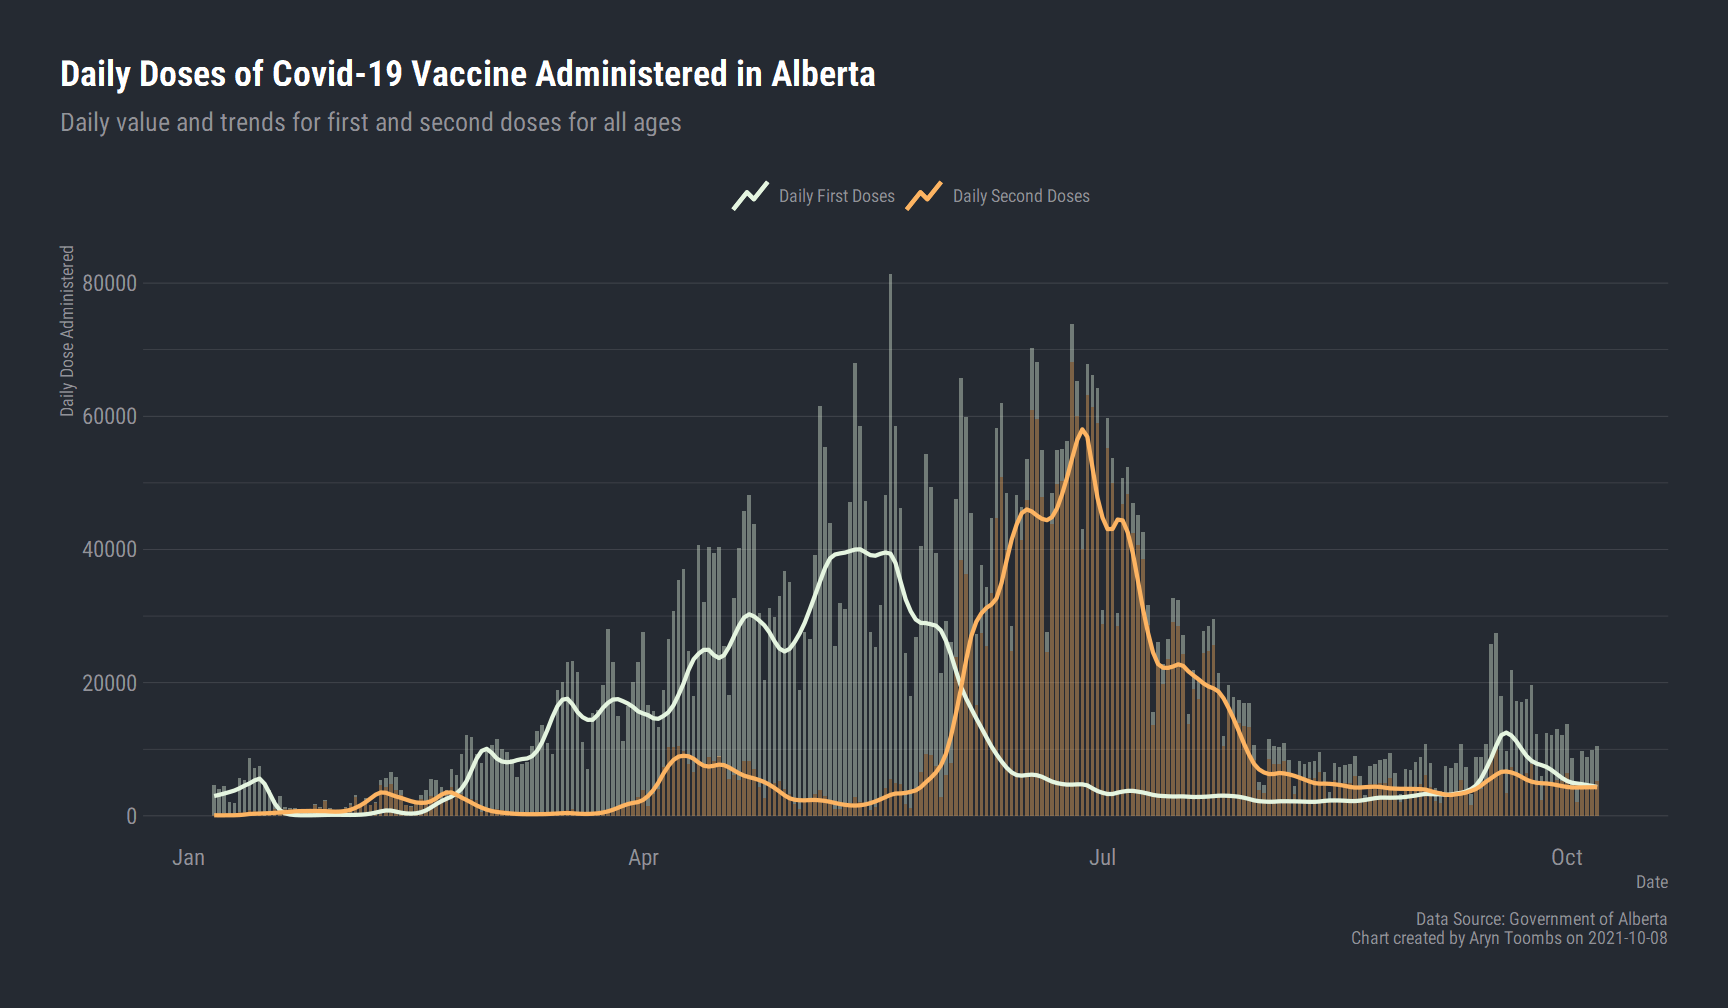 Daily Doses of Covid-19 Vaccine Administered in Alberta
Daily value and trends for first and second doses for all ages
Daily First Doses
Daily Second Doses
Daily Dose Administered
80000
60000
40000
20000
0
Jan
Apr
Jul
Oct
Date
Data Source: Government of Alberta
Chart created by Aryn Toombs on 2021-10-08